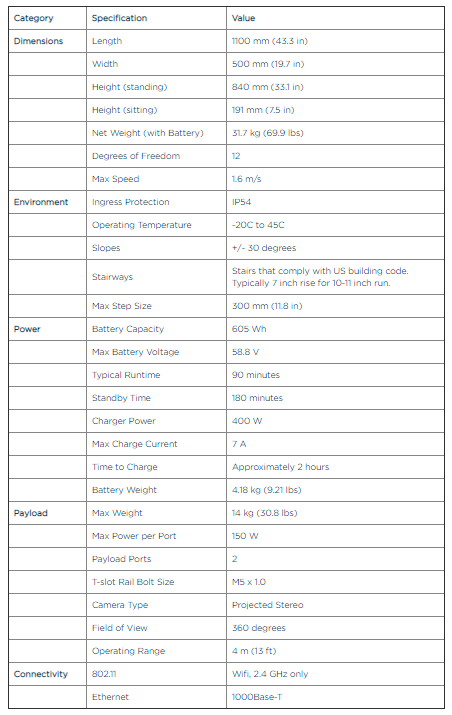 Category Specification Value
Dimensions Length 1100 mm (43.3 in)
Width 500 mm (19.7 in)
Height (standing) 840 mm (33.1 in)
Height (sitting) 191 mm (7.5 in)
Net Weight (with Battery) 31.7 kg (69.9 lbs)
Degrees of Freedom 12
Max Speed 1.6 m/s
Environment Ingress Protection IP54
Operating Temperature -20C to 45C
Slopes +/- 30 degrees
Stairways Stairs that comply with US building code.
Typically 7 inch rise for 10-11 inch run.
Max Step Size 300 mm (11.8 in)
Power Battery Capacity 605 Wh
Max Battery Voltage 58.8 V
Typical Runtime 90 minutes
Standby Time 180 minutes
Charger Power 400 W
Max Charge Current 7 A
Time to Charge Approximately 2 hours
Battery Weight 4.18 kg (9.21 lbs)
Payload Max Weight 14 kg (30.8 lbs)
Max Power per Port 150 W
Payload Ports 2
T-slot Rail Bolt Size M5 x 1.0
Camera Type Projected Stereo
Field of View 360 degrees
Operating Range 4 m (13 ft)
Connectivity 802.11 Wifi, 2.4 GHz only
Ethernet 1000Base-T